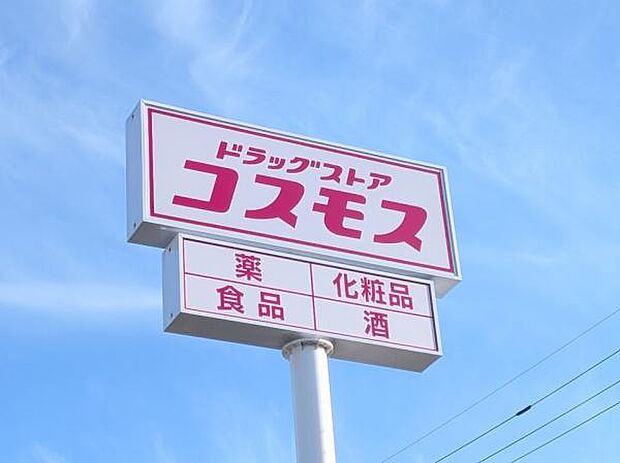 ドラッグストア
コスモス
薬 化粧品
食品 酒